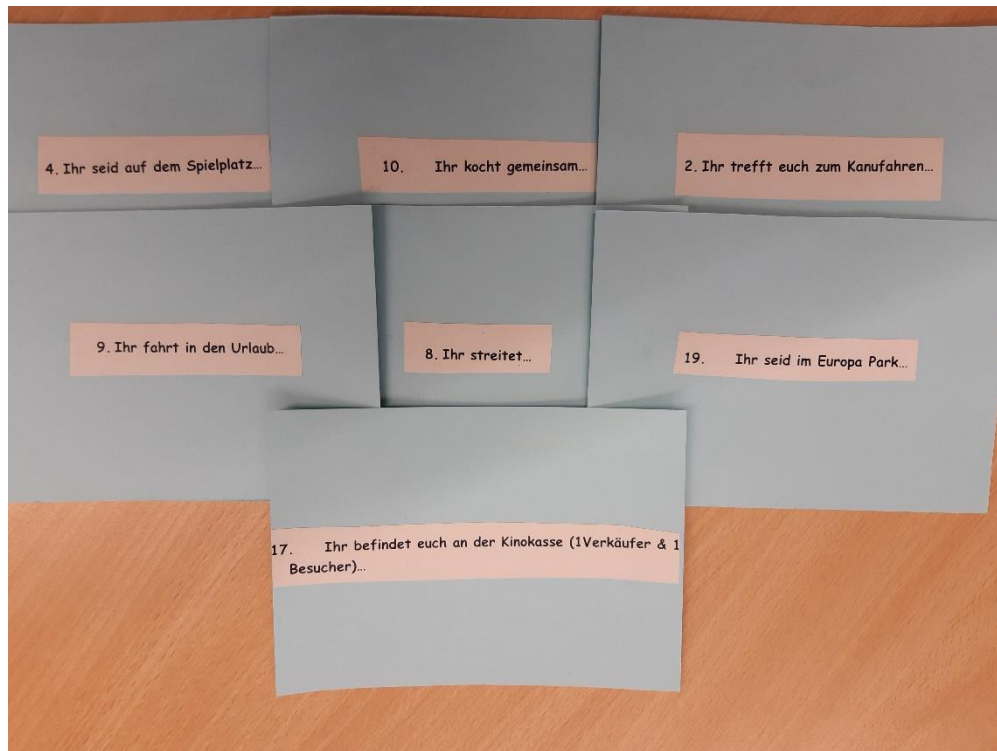 4. Ihr seid auf dem Spielplatz...
10. Ihr kocht gemeinsam...
2. Ihr trefft euch zum Kanufahren...
9. Ihr fahrt in den Urlaub...
8. Ihr streitet...
19. Ihr seid im Europa Park...
17. Ihr befindet euch an der Kinokasse (1Verkäufer & 1
Besucher)...